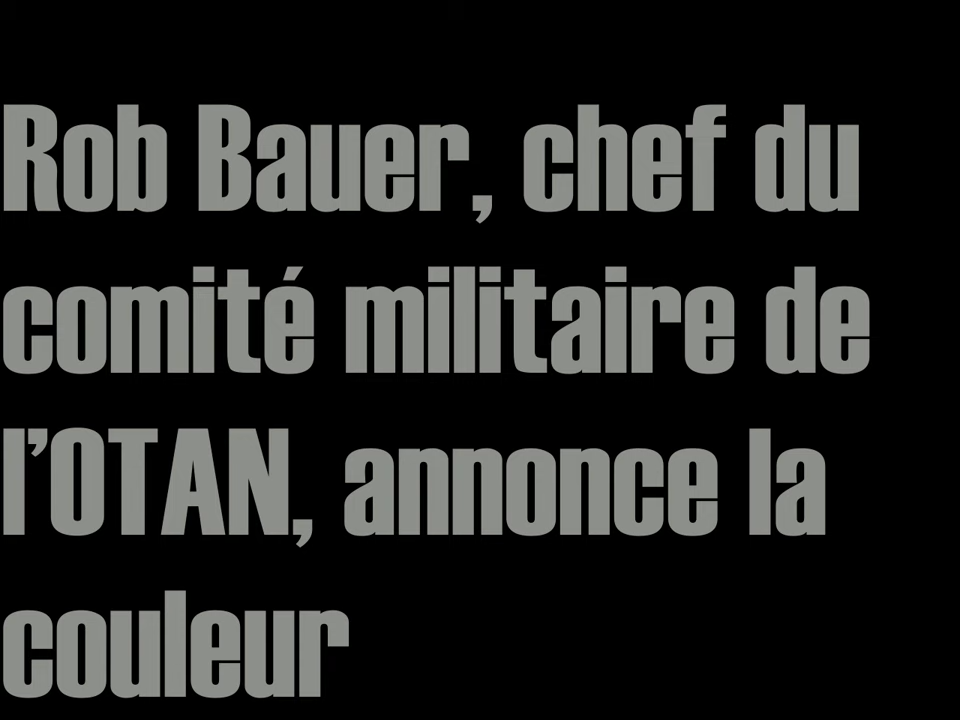 Rob Bauer, chef du
comité militaire de
l’OTAN, annonce la
couleur